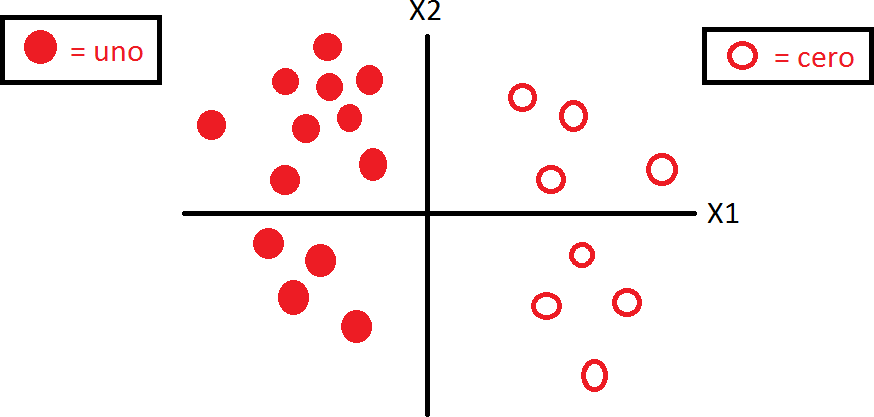 X2
= uno
= cero
X1